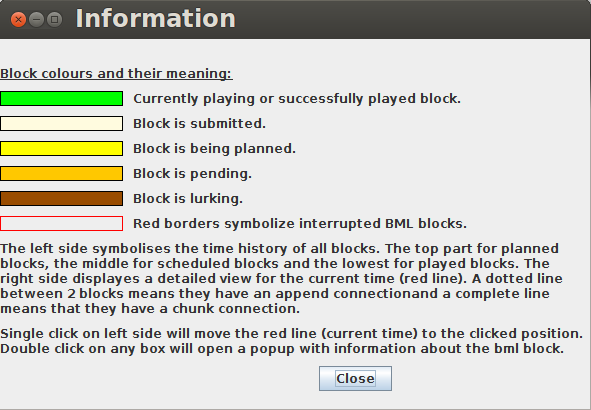 Information
Block colours and their meaning:
Currently playing or successfully played block.
Block is submitted.
Block is being planned.
Block is pending.
Block is lurking.
Red borders symbolize interrupted BML blocks.
The left side symbolises the time history of all blocks. The top part for planned
blocks, the middle for scheduled blocks and the lowest for played blocks. The
right side displayes a detailed view for the current time (red line). A dotted line
between 2 blocks means they have an append connectionand a complete line
means that they have a chunk connection.
Single click on left side will move the red line (current time) to the clicked position.
Double click on any box will open a popup with information about the bml block.
Close